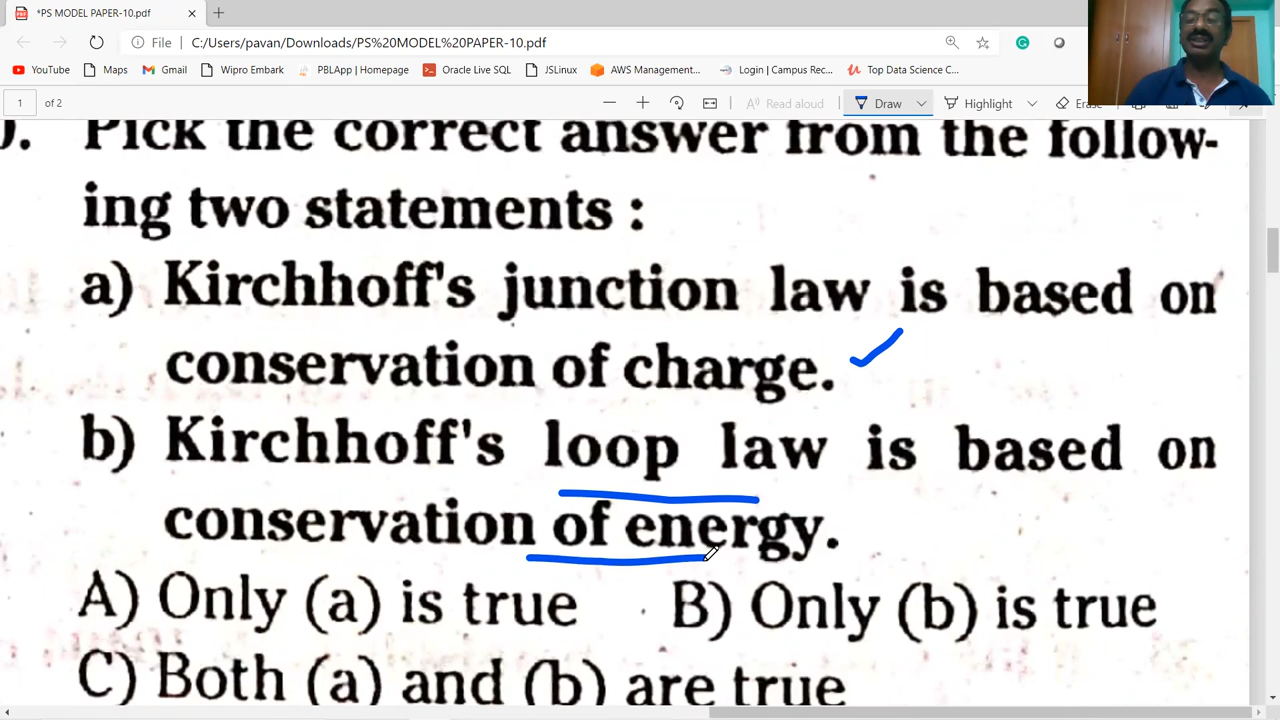 *PS MODEL PAPER-10.pdf
File C:/Users/pavan/Downloads/PS%20MODEL%20PAPER-10.pdf
YouTube Maps Gmail Wipro Embark PBLApp | Homepage Oracle Live SQL JSLinux AWS Management... Login | Campus Rec... Top Data Science C...
1 of 2 Read aloud Draw Highlight Erase
). Pick the correct answer from the follow-
ing two statements :
a) Kirchhoff's junction law is based on
conservation of charge.
b) Kirchhoff's loop law is based on
conservation of energy.
A) Only (a) is true B) Only (b) is true
C) Both (a) and (b) are true